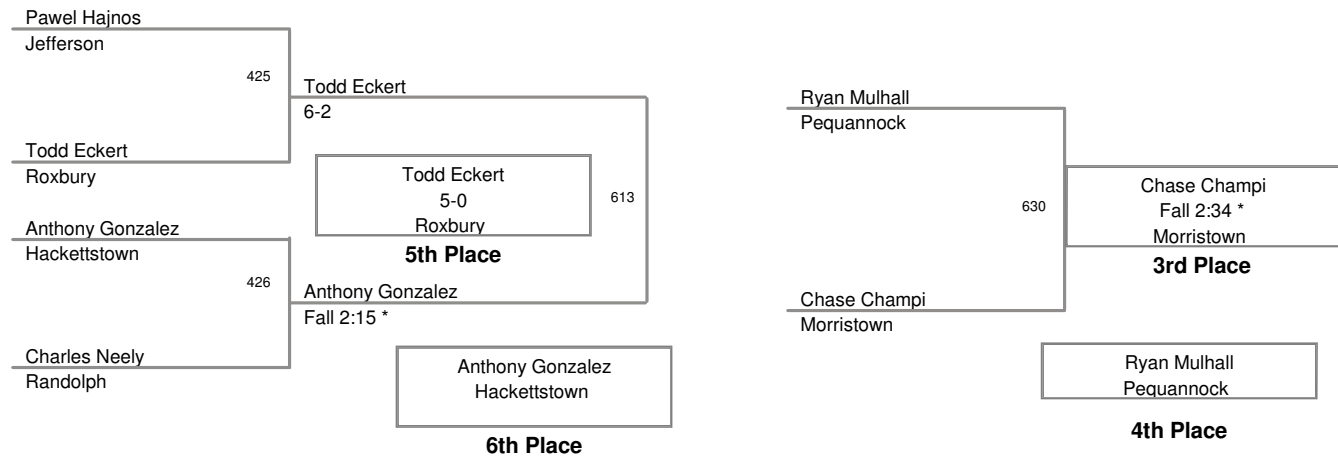 Pawel Hajnos
Jefferson
425
Todd Eckert
6-2
Todd Eckert
Roxbury
Todd Eckert
5-0
Roxbury
5th Place
613
Anthony Gonzalez
Hackettstown
426
Anthony Gonzalez
Fall 2:15 *
Charles Neely
Randolph
Anthony Gonzalez
Hackettstown
6th Place
Ryan Mulhall
Pequannock
630
Chase Champi
Fall 2:34 *
Morristown
3rd Place
Chase Champi
Morristown
Ryan Mulhall
Pequannock
4th Place